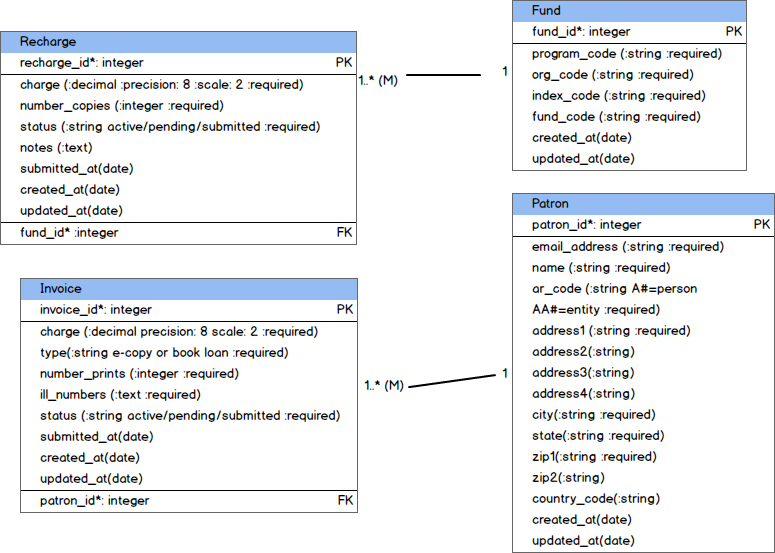 Recharge
recharge_id*: integer PK
charge (:decimal :precision: 8 :scale: 2 :required)
number_copies (:integer :required)
status (:string active/pending/submitted :required)
notes (:text)
submitted_at(date)
created_at(date)
updated_at(date)
fund_id* :integer FK
1..* (M)
1
Fund
fund_id*: integer PK
program_code (:string :required)
org_code (:string :required)
index_code (:string :required)
fund_code (:string :required)
created_at(date)
updated_at(date)
Invoice
invoice_id*: integer PK
charge (:decimal precision: 8 scale: 2 :required)
type(:string e-copy or book loan :required)
number_prints (:integer :required)
ill_numbers (:text :required)
status (:string active/pending/submitted :required)
submitted_at(date)
created_at(date)
updated_at(date)
patron_id*: integer FK
1..* (M)
1
Patron
patron_id*: integer PK
email_address (:string :required)
name (:string :required)
ar_code (:string A#=person
AA#=entity :required)
address1 (:string :required)
address2(:string)
address3(:string)
address4(:string)
city(:string :required)
state(:string :required)
zip1(:string :required)
zip2(:string)
country_code(:string)
created_at(date)
updated_at(date)